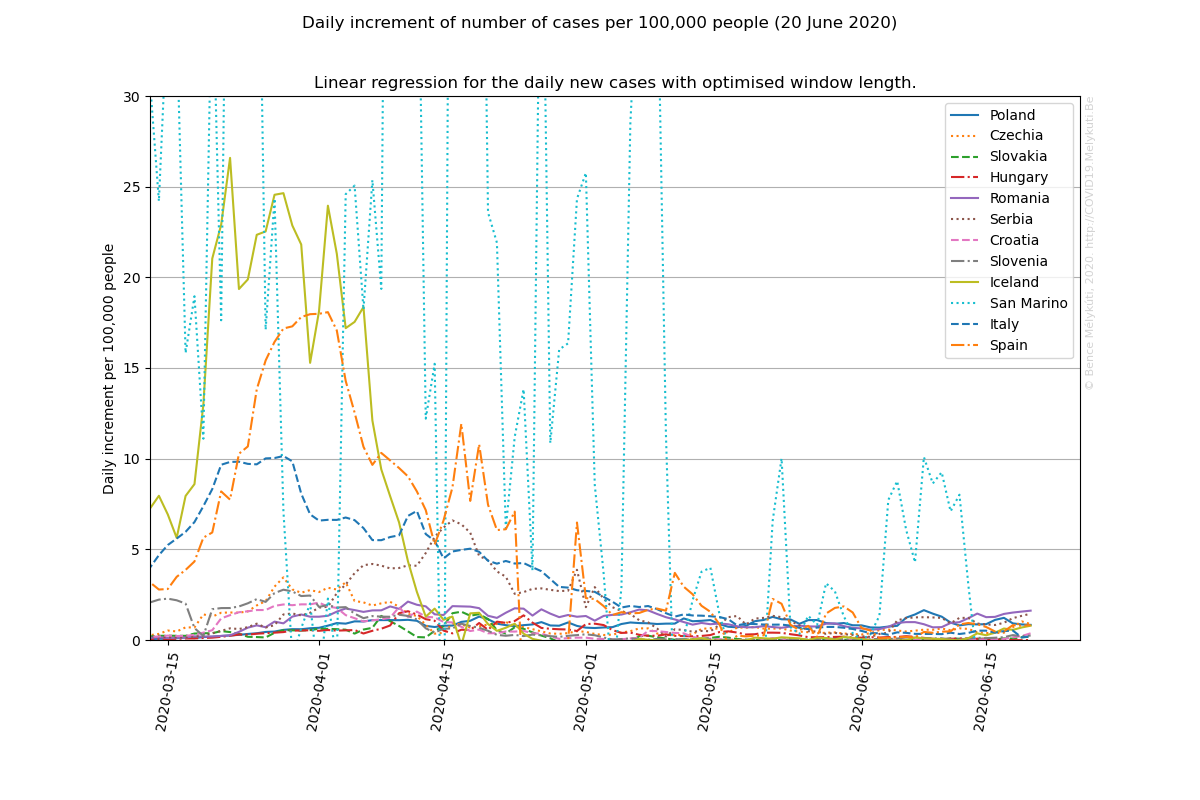 Daily increment of number of cases per 100,000 people (20 June 2020)
Linear regression for the daily new cases with optimised window length.
Daily increment per 100,000 people
30
25
20
15
10
5
0
2020-03-15
2020-04-01
2020-04-15
2020-05-01
2020-05-15
2020-06-01
2020-06-15
Poland
Czechia
Slovakia
Hungary
Romania
Serbia
Croatia
Slovenia
Iceland
San Marino
Italy
Spain
© Bence Mélykúti, 2020 http://COVID19.Melykuti.Be